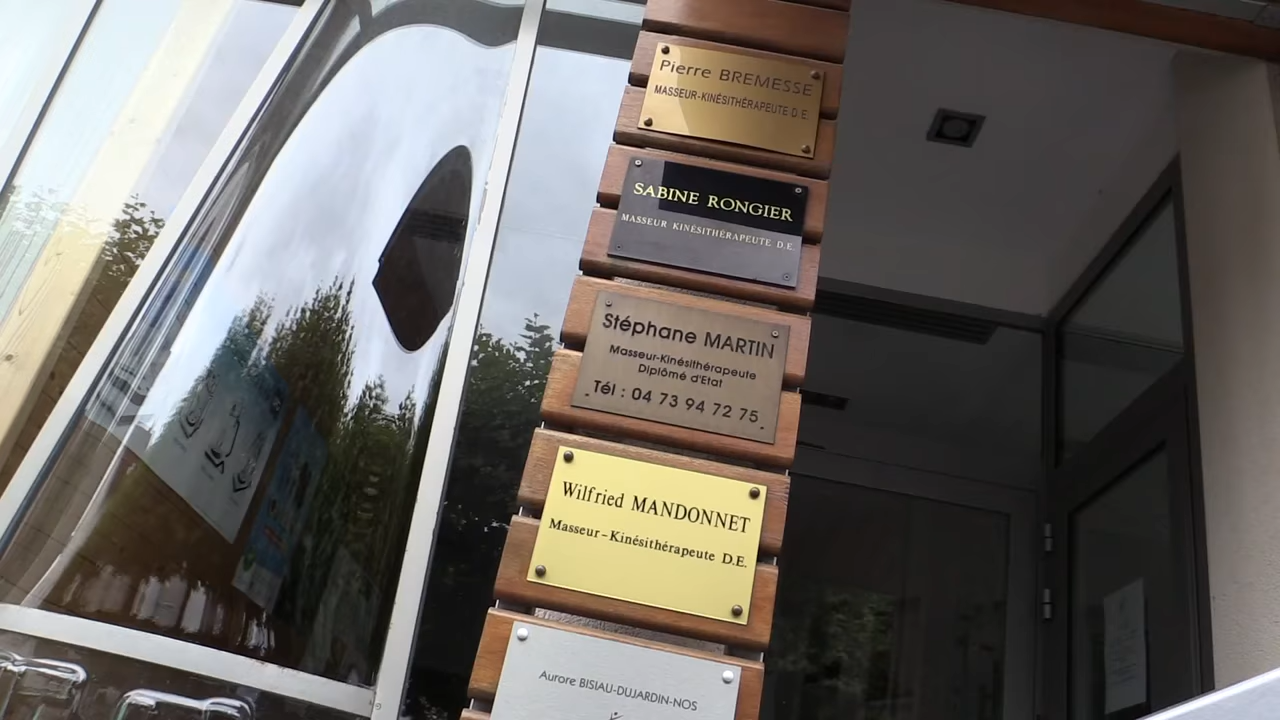 Pierre BREMESSE
MASSEUR-KINÉSITHÉRAPEUTE D.E.
SABINE RONGIER
MASSEUR KINÉSITHÉRAPEUTE D.E.
Stéphane MARTIN
Masseur-Kinésithérapeute
Diplômé d'Etat
Tél : 04 73 94 72 75
Wilfried MANDONNET
Masseur-Kinésithérapeute D.E.
Aurore BISIAU-DUJARDIN-NOS